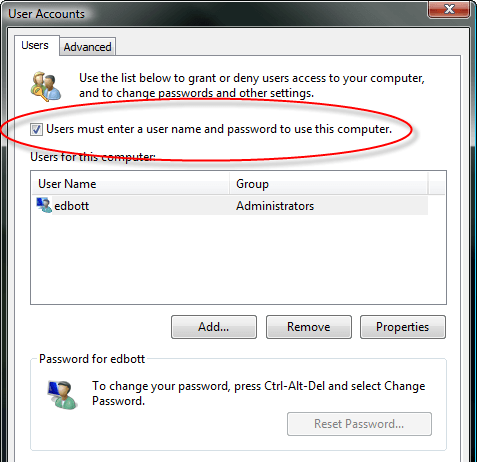 User Accounts
Users
Advanced
Use the list below to grant or deny users access to your computer,
and to change passwords and other settings.
Users must enter a user name and password to use this computer.
Users for this computer:
User Name
Group
edbott
Administrators
Add...
Remove
Properties
Password for edbott
To change your password, press Ctrl-Alt-Del and select Change
Password.
Reset Password...